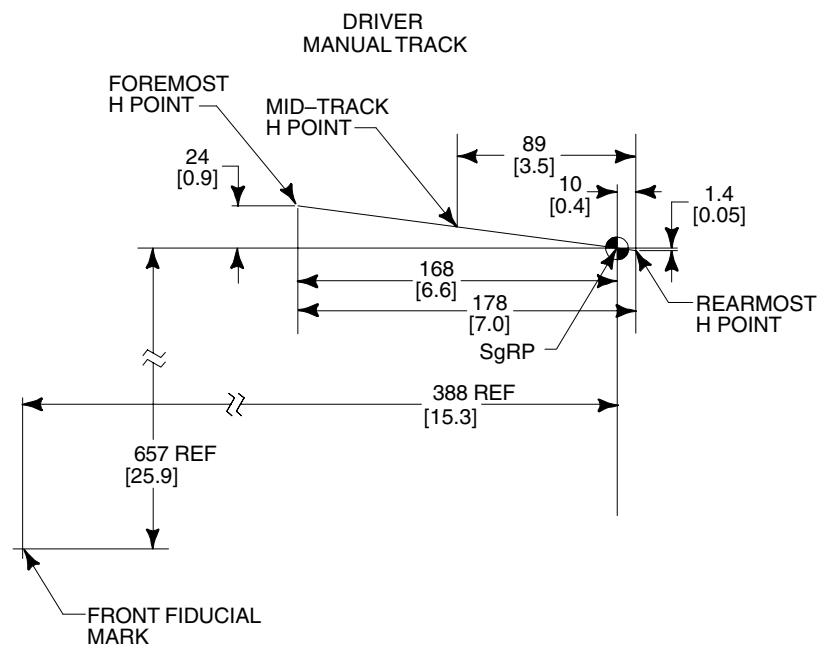 DRIVER
MANUAL TRACK
FOREMOST
H POINT
MID–TRACK
H POINT
24
[0.9]
89
[3.5]
10
[0.4]
1.4
[0.05]
168
[6.6]
178
[7.0]
REARMOST
H POINT
SgRP
388 REF
[15.3]
657 REF
[25.9]
FRONT FIDUCIAL
MARK